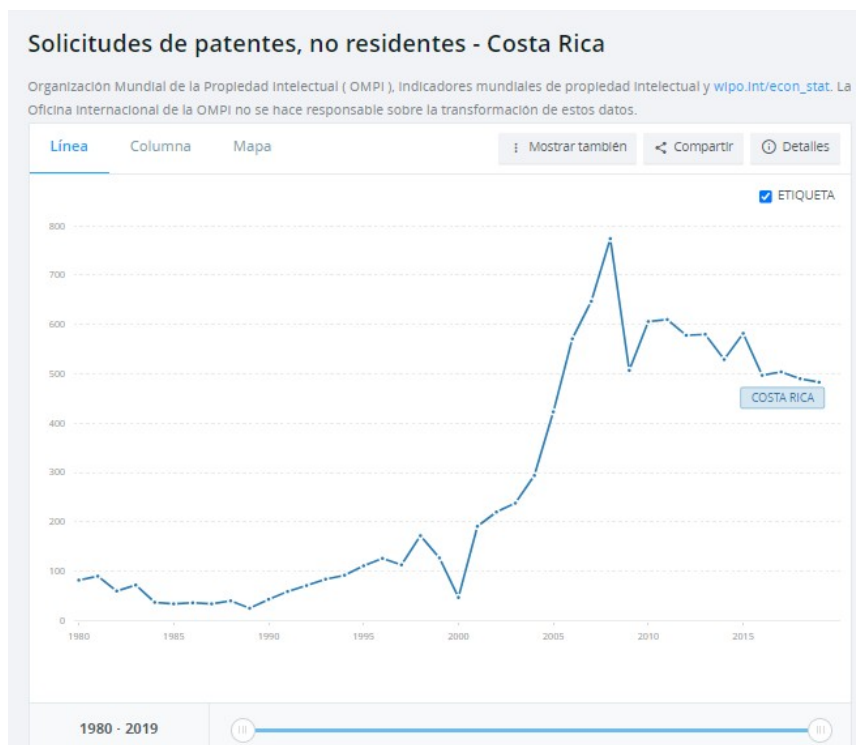 Solicitudes de patentes, no residentes - Costa Rica
Organización Mundial de la Propiedad Intelectual ( OMPI ), Indicadores mundiales de propiedad intelectual y wipo.int/econ_stat. La
Oficina Internacional de la OMPI no se hace responsable sobre la transformación de estos datos.
Línea Columna Mapa Mostrar también Compartir Detalles
ETIQUETA
800
700
600
500
COSTA RICA
400
300
200
100
0
1980 1985 1990 1995 2000 2005 2010 2015
1980 - 2019